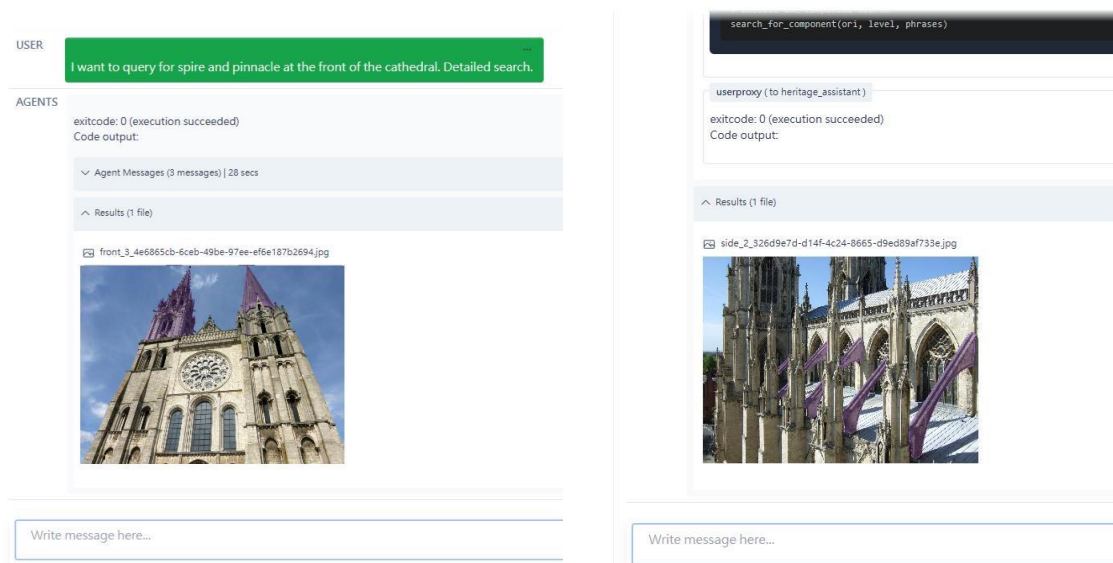 USER
...
I want to query for spire and pinnacle at the front of the cathedral. Detailed search.
AGENTS
exitcode: 0 (execution succeeded)
Code output:
Agent Messages (3 messages) | 28 secs
Results (1 file)
front_3_4e6865cb-6ceb-49be-97ee-ef6e187b2694.jpg
Write message here...
search_for_component(ori, level, phrases)
userproxy ( to heritage_assistant )
exitcode: 0 (execution succeeded)
Code output:
Results (1 file)
side_2_326d9e7d-d14f-4c24-8665-d9ed89af733e.jpg
Write message here...